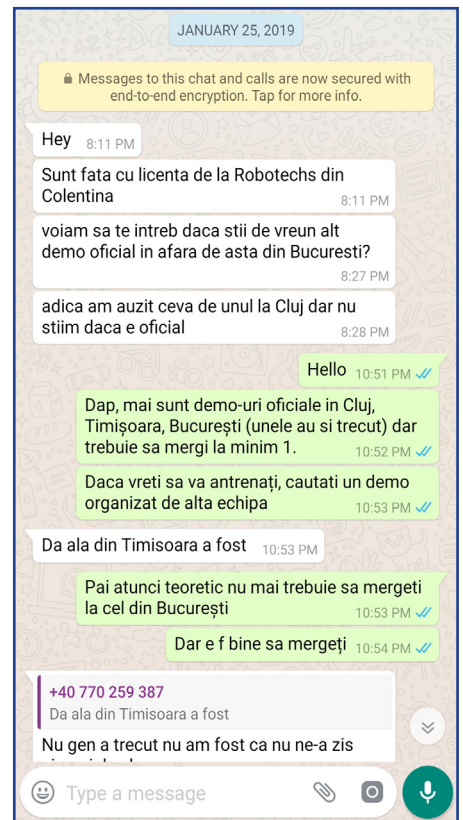 JANUARY 25, 2019
Messages to this chat and calls are now secured with
end-to-end encryption. Tap for more info.
Hey 8:11 PM
Sunt fata cu licenta de la Robotechs din
Colentina 8:11 PM
voiam sa te intreb daca stii de vreun alt
demo oficial in afara de asta din Bucuresti?
8:27 PM
adica am auzit ceva de unul la Cluj dar nu
stiim daca e oficial 8:28 PM
Hello 10:51 PM
Dap, mai sunt demo-uri oficiale in Cluj,
Timișoara, București (unele au si trecut) dar
trebuie sa mergi la minim 1. 10:52 PM
Daca vreti sa va antrenați, cautati un demo
organizat de alta echipa 10:53 PM
Da ala din Timisoara a fost 10:53 PM
Pai atunci teoretic nu mai trebuie sa mergeti
la cel din București 10:53 PM
Dar e f bine sa mergeți 10:54 PM
+40 770 259 387
Da ala din Timisoara a fost
Nu gen a trecut nu am fost ca nu ne-a zis
Type a message